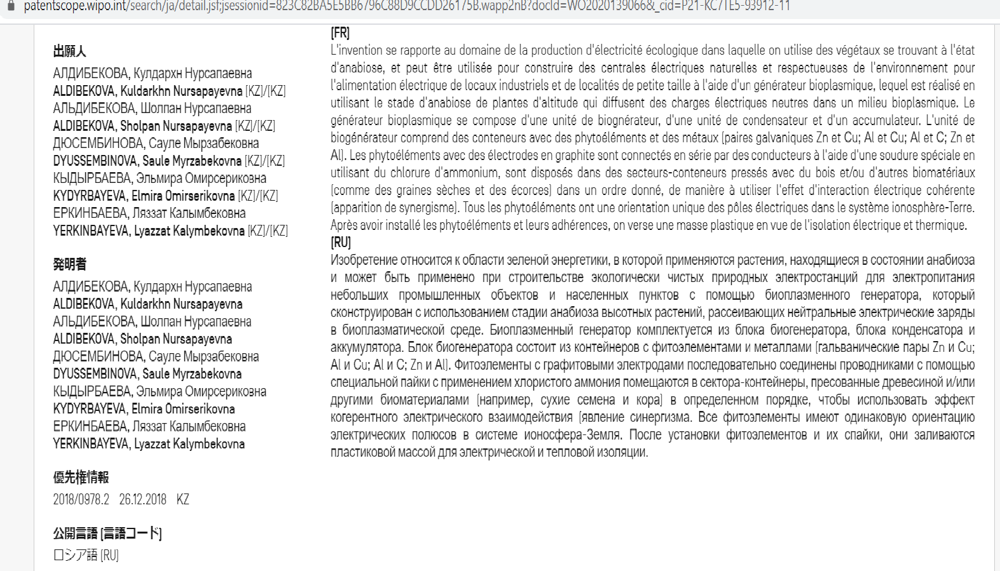 patentscope.wipo.int/search/ja/detail.jsf;jsessionid=823C82BA5E5BB6796C88D9CCDD26175B.wapp2nB?docId=WO2020139066&_cid=P21-KC7TE5-93912-11
出願人
АЛДИБЕКОВА, Кулдархн Нурсапаевна
ALDIBEKOVA, Kuldarkhn Nursapayevna [KZ]/[KZ]
АЛЬДИБЕКОВА, Шолпан Нурсапаевна
ALDIBEKOVA, Sholpan Nursapayevna [KZ]/[KZ]
ДЮСЕМБИНОВА, Сауле Мырзабековна
DYUSSEMBINOVA, Saule Myrzabekovna [KZ]/[KZ]
КЫДЫРБАЕВА, Эльмира Омирсериковна
KYDYRBAYEVA, Elmira Omirserikovna [KZ]/[KZ]
ЕРКИНБАЕВА, Ляззат Калымбековна
YERKINBAYEVA, Lyazzat Kalymbekovna [KZ]/[KZ]
発明者
АЛДИБЕКОВА, Кулдархн Нурсапаевна
ALDIBEKOVA, Kuldarkhn Nursapayevna
АЛЬДИБЕКОВА, Шолпан Нурсапаевна
ALDIBEKOVA, Sholpan Nursapayevna
ДЮСЕМБИНОВА, Сауле Мырзабековна
DYUSSEMBINOVA, Saule Myrzabekovna
КЫДЫРБАЕВА, Эльмира Омирсериковна
KYDYRBAYEVA, Elmira Omirserikovna
ЕРКИНБАЕВА, Ляззат Калымбековна
YERKINBAYEVA, Lyazzat Kalymbekovna
優先権情報
2018/0978.2 26.12.2018 KZ
公開言語 [言語コード]
ロシア語 [RU]
[FR]
L'invention se rapporte au domaine de la production d'électricité écologique dans laquelle on utilise des végétaux se trouvant à l'état
d'anabiose, et peut être utilisée pour construire des centrales électriques naturelles et respectueuses de l'environnement pour
l'alimentation électrique de locaux industriels et de localités de petite taille à l'aide d'un générateur bioplasmique, lequel est réalisé en
utilisant le stade d'anabiose de plantes d'altitude qui diffusent des charges électriques neutres dans un milieu bioplasmique. Le
générateur bioplasmique se compose d'une unité de biognérateur, d'une unité de condensateur et d'un accumulateur. L'unité de
biogénérateur comprend des conteneurs avec des phytoéléments et des métaux (paires galvaniques Zn et Cu; Al et Cu; Al et C; Zn et
Al). Les phytoéléments avec des électrodes en graphite sont connectés en série par des conducteurs à l'aide d'une soudure spéciale en
utilisant du chlorure d'ammonium, sont disposés dans des secteurs-conteneurs pressés avec du bois et/ou d'autres biomatériaux
(comme des graines sèches et des écorces) dans un ordre donné, de manière à utiliser l'effet d'interaction électrique cohérente
(apparition de synergisme). Tous les phytoéléments ont une orientation unique des pôles électriques dans le système ionosphère-Terre.
Après avoir installé les phytoéléments et leurs adhérences, on verse une masse plastique en vue de l'isolation électrique et thermique.
[RU]
Изобретение относится к области зеленой энергетики, в которой применяются растения, находящиеся в состоянии анабиоза
и может быть применено при строительстве экологически чистых природных электростанций для электропитания
небольших промышленных объектов и населенных пунктов с помощью биоплазменного генератора, который
сконструирован с использованием стадии анабиоза высотных растений, рассеивающих нейтральные электрические заряды
в биоплазматической среде. Биоплазменный генератор комплектуется из блока биогенератора, блока конденсатора и
аккумулятора. Блок биогенератора состоит из контейнеров с фитоэлементами и металлами (гальванические пары Zn и Cu;
Al и Cu; Al и C; Zn и Al). Фитоэлементы с графитовыми электродами последовательно соединены проводниками с помощью
специальной пайки с применением хлористого аммония помещаются в сектора-контейнеры, пресованные древесиной и/или
другими биоматериалами (например, сухие семена и кора) в определенном порядке, чтобы использовать эффект
когерентного электрического взаимодействия (явление синергизма. Все фитоэлементы имеют одинаковую ориентацию
электрических полюсов в системе ионосфера-Земля. После установки фитоэлементов и их спайки, они заливаются
пластиковой массой для электрической и тепловой изоляции.